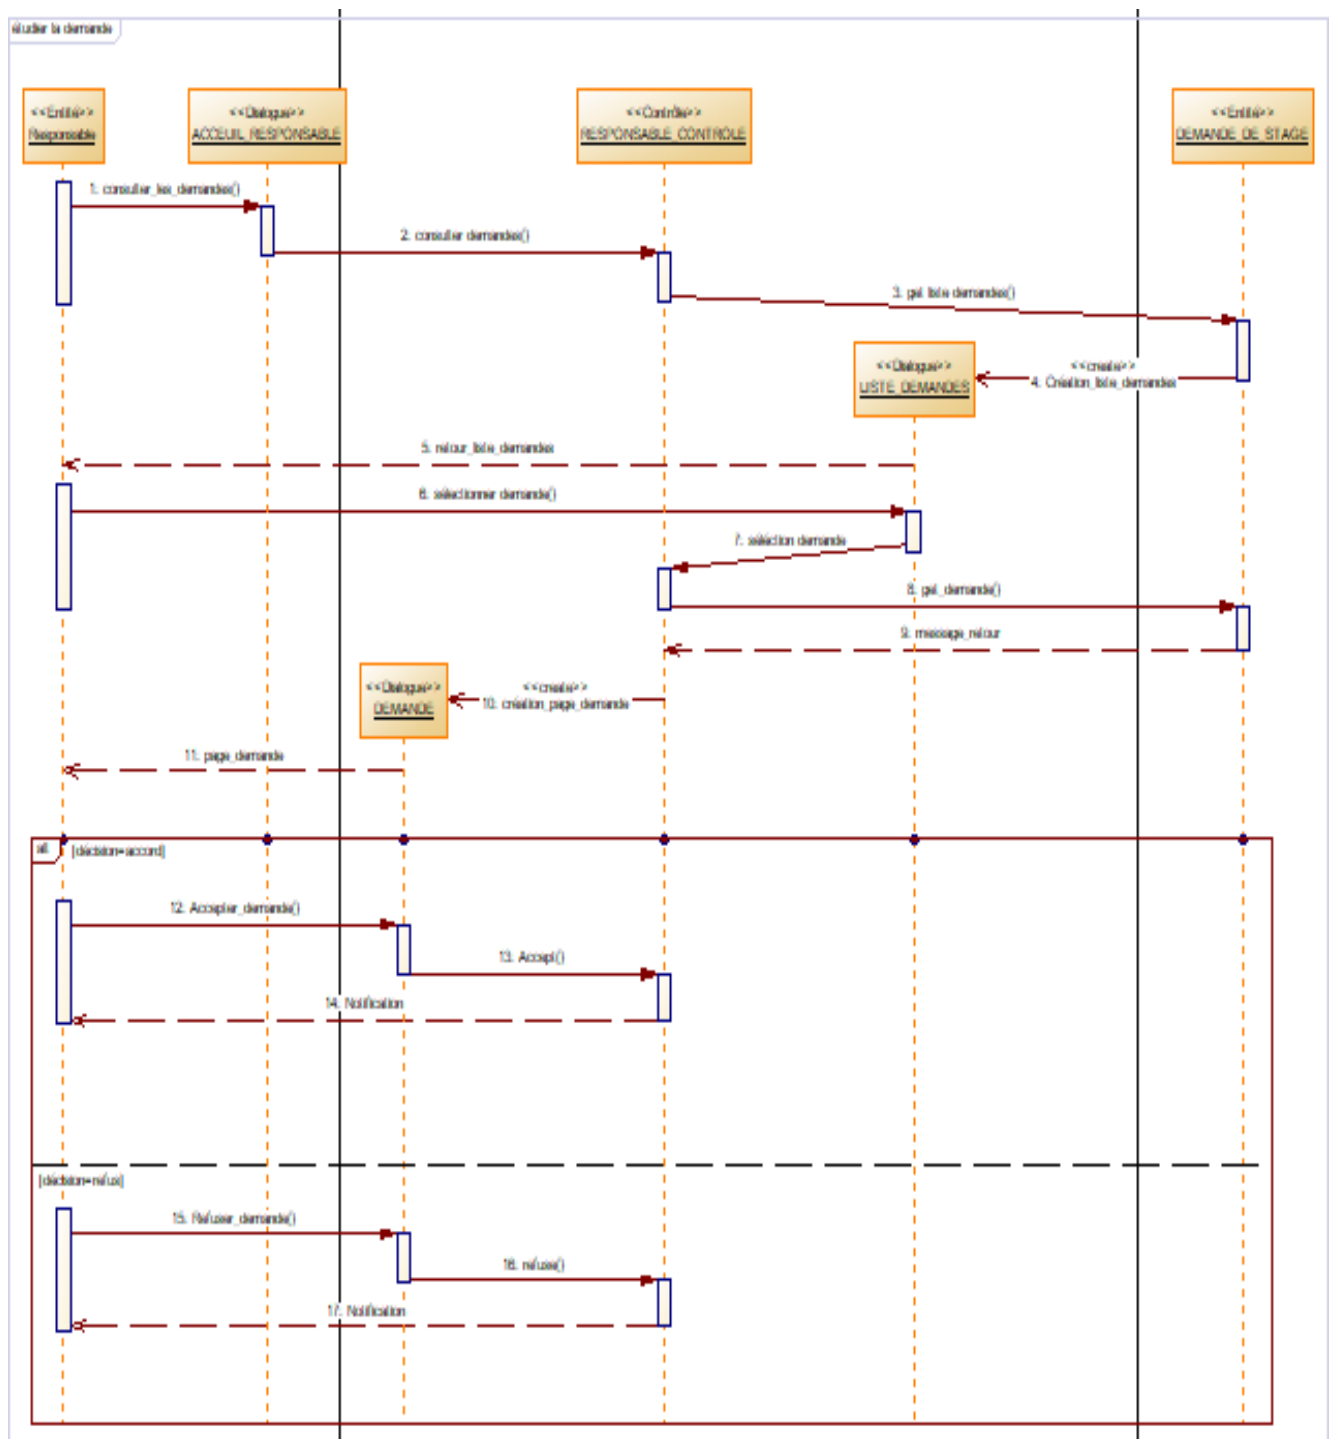 étudier la demande
<<Entité>>
Responsable
<<Dialogue>>
ACCEUIL_RESPONSABLE
<<Contrôle>>
RESPONSABLE_CONTROLE
<<Entité>>
DEMANDE_DE_STAGE
1. consulter_les_demandes()
2. consulter demandes()
3. get liste demandes()
<<Dialogue>>
LISTE_DEMANDES
<<create>>
4. Création_liste_demandes
5. retour_liste_demandes
6. sélectionner demande()
7. séléction demande
8. get_demande()
9. message_retour
<<Dialogue>>
DEMANDE
<<create>>
10. création_page_demande
11. page_demande
alt
[décision=accord]
12. Accepter_demande()
13. Accept()
14. Notification
[décision=refus]
15. Refuser_demande()
16. refuse()
17. Notification